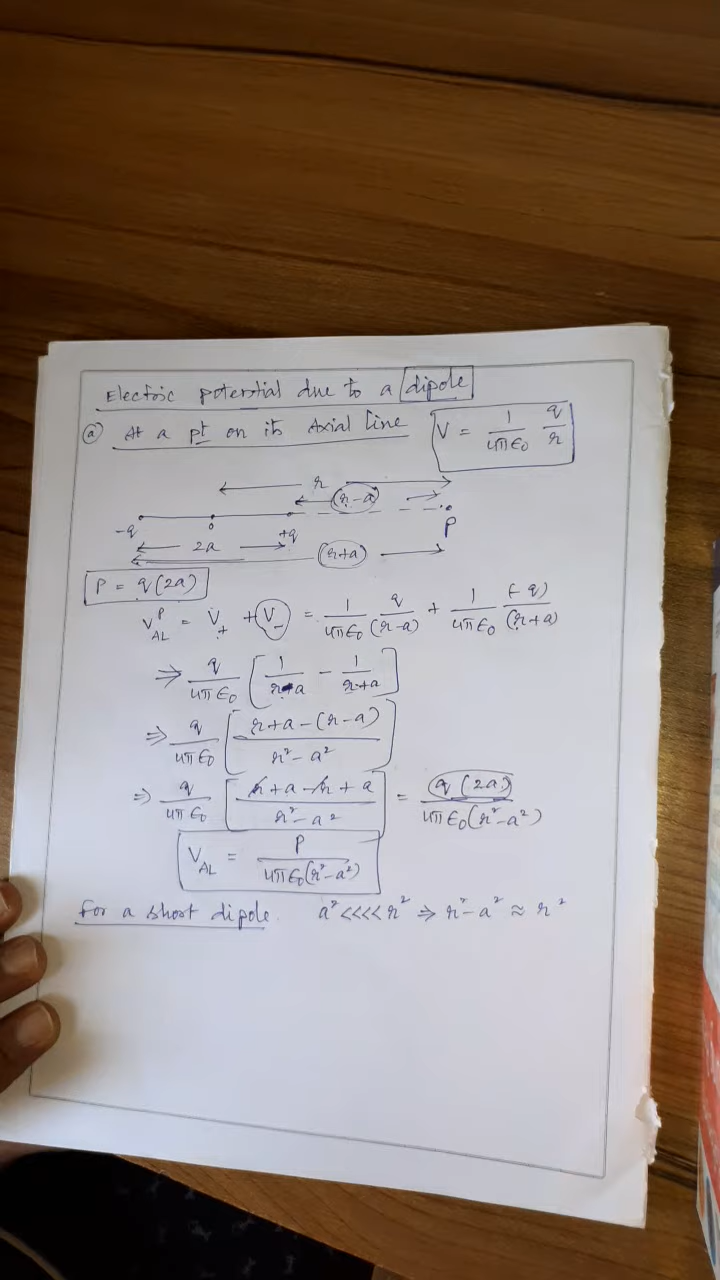 Electric potential due to a dipole
(a) At a pt on its Axial line V = 1/4πε0 q/r
r
(r-a)
-q o +q P
2a (r+a)
P = q(2a)
V^P_AL = V+ + V- = 1/4πε0 q/(r-a) + 1/4πε0 (-q)/(r+a)
⇒ q/4πε0 [1/r-a - 1/r+a]
⇒ q/4πε0 [r+a-(r-a)/r²-a²]
⇒ q/4πε0 [r+a-r+a/r²-a²] = q(2a)/4πε0(r²-a²)
V_AL = P/4πε0(r²-a²)
For a short dipole. a² <<<< r² ⇒ r²-a² ≈ r²